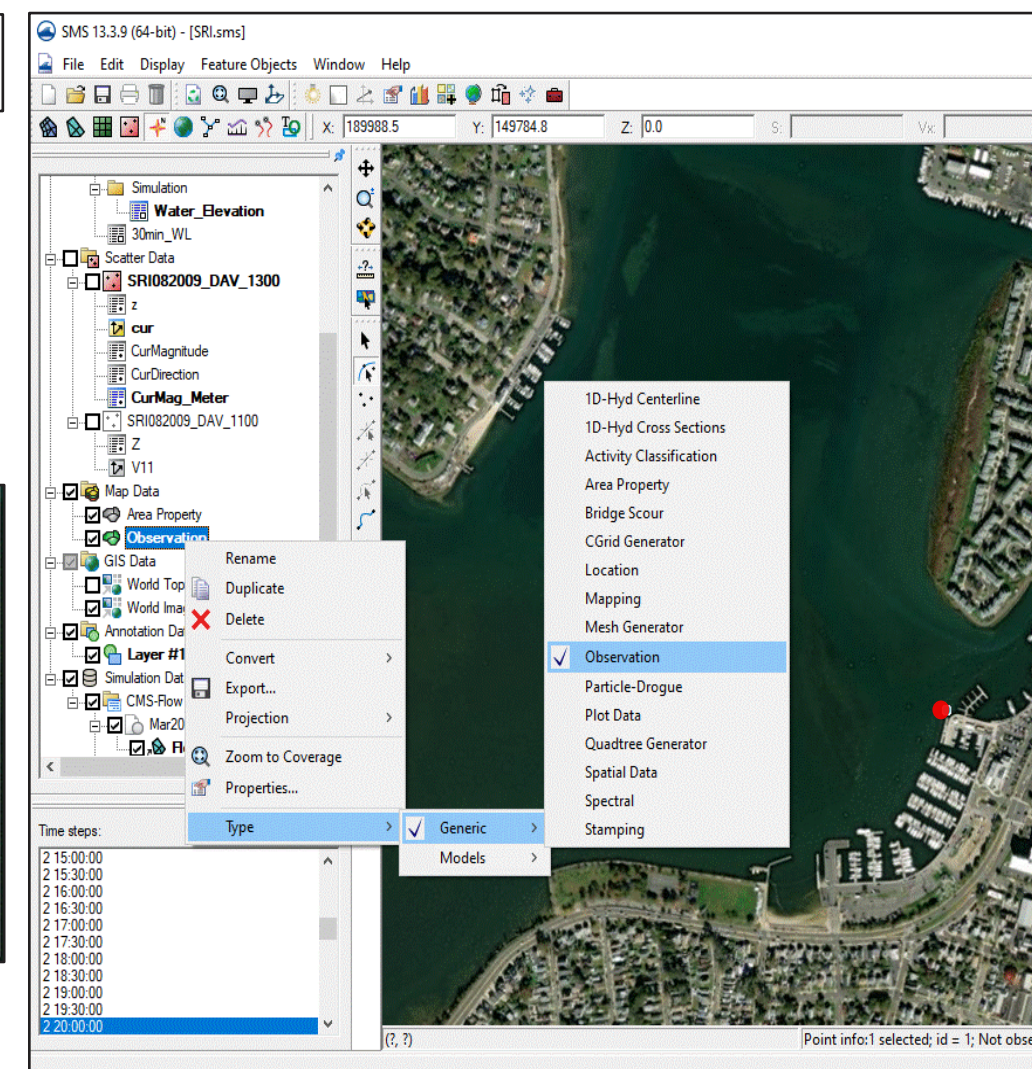 SMS 13.3.9 (64-bit) - [SRI.sms]
File Edit Display Feature Objects Window Help
X: 189988.5 Y: 149784.8 Z: 0.0 S: Vx:
Simulation
Water_Elevation
30min_WL
Scatter Data
SRI082009_DAV_1300
z
cur
CurMagnitude
CurDirection
CurMag_Meter
SRI082009_DAV_1100
Z
V11
Map Data
Area Property
Observation
GIS Data
World Top
World Ima
Annotation Da
Layer #1
Simulation Dat
CMS-Flow
Mar20
Rename
Duplicate
Delete
Convert
Export...
Projection
Zoom to Coverage
Properties...
Type
Generic
Models
1D-Hyd Centerline
1D-Hyd Cross Sections
Activity Classification
Area Property
Bridge Scour
CGrid Generator
Location
Mapping
Mesh Generator
Observation
Particle-Drogue
Plot Data
Quadtree Generator
Spatial Data
Spectral
Stamping
Time steps:
2 15:00:00
2 15:30:00
2 16:00:00
2 16:30:00
2 17:00:00
2 17:30:00
2 18:00:00
2 18:30:00
2 19:00:00
2 19:30:00
2 20:00:00
(?, ?)
Point info:1 selected; id = 1; Not obse